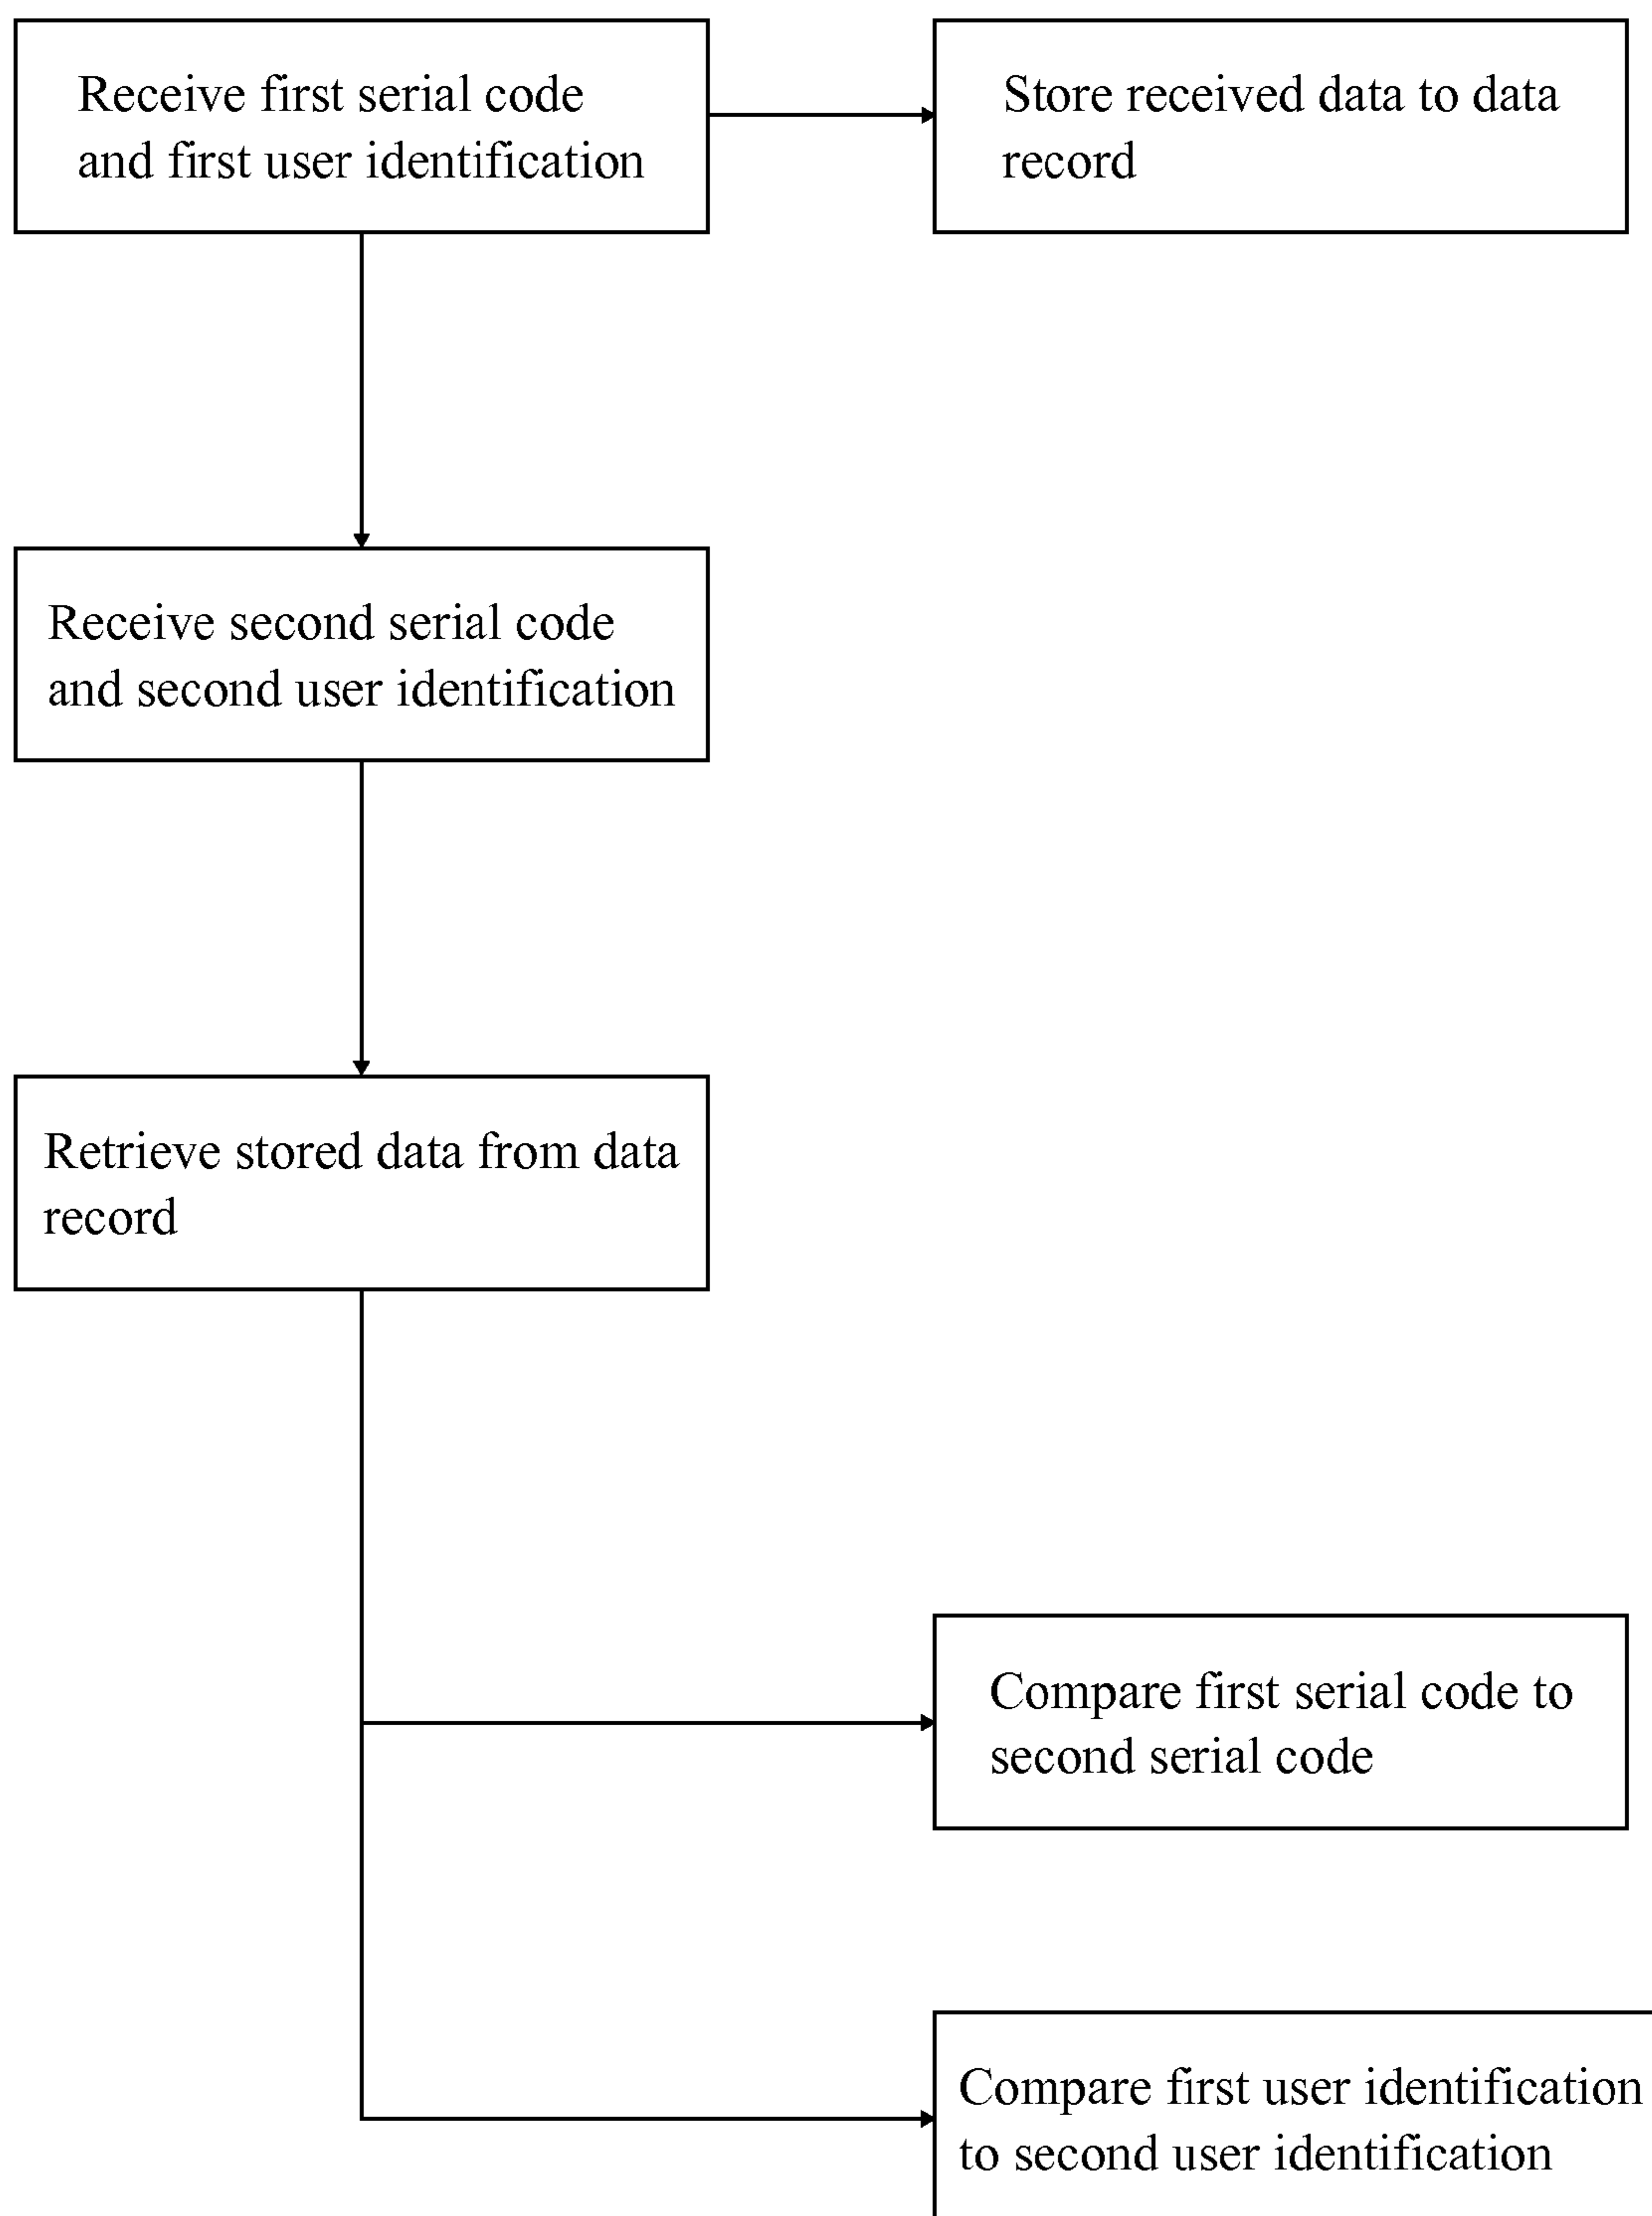 Receive first serial code
and first user identification
Store received data to data
record
Receive second serial code
and second user identification
Retrieve stored data from data
record
Compare first serial code to
second serial code
Compare first user identification
to second user identification